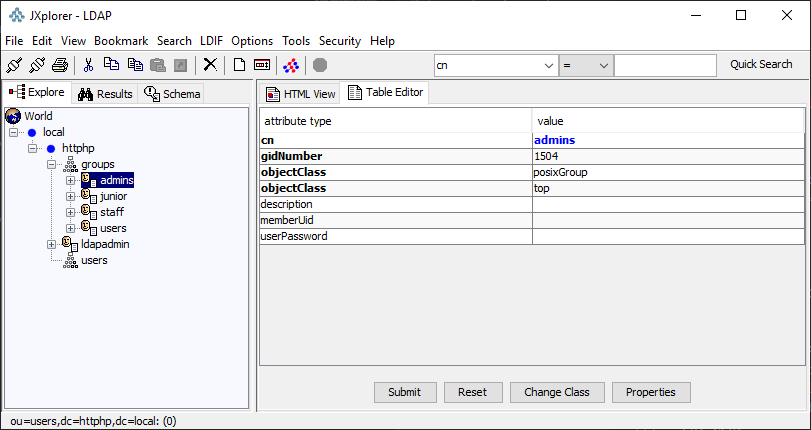 JXplorer - LDAP
File Edit View Bookmark Search LDIF Options Tools Security Help
cn = Quick Search
Explore Results Schema
HTML View Table Editor
World
local
httphp
groups
admins
junior
staff
users
ldapadmin
users
attribute type value
cn admins
gidNumber 1504
objectClass posixGroup
objectClass top
description
memberUid
userPassword
Submit Reset Change Class Properties
ou=users,dc=httphp,dc=local: (0)